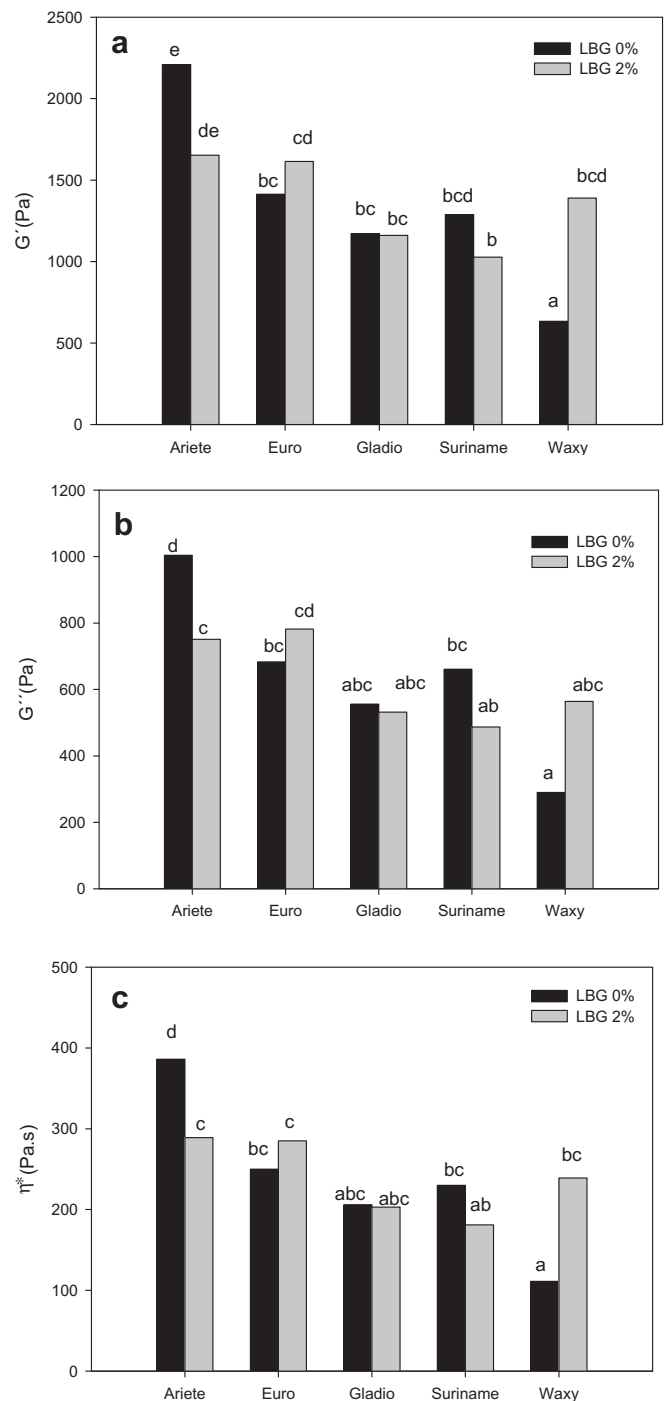 a
LBG 0%
LBG 2%
G´(Pa)
2500
2000
1500
1000
500
0
e
de
bc
cd
bc
bc
bcd
b
a
bcd
Ariete
Euro
Gladio
Suriname
Waxy
b
LBG 0%
LBG 2%
G´´(Pa)
1200
1000
800
600
400
200
0
d
c
bc
cd
abc
abc
bc
ab
a
abc
Ariete
Euro
Gladio
Suriname
Waxy
c
LBG 0%
LBG 2%
η*(Pa.s)
500
400
300
200
100
0
d
c
bc
c
abc
abc
bc
ab
a
bc
Ariete
Euro
Gladio
Suriname
Waxy